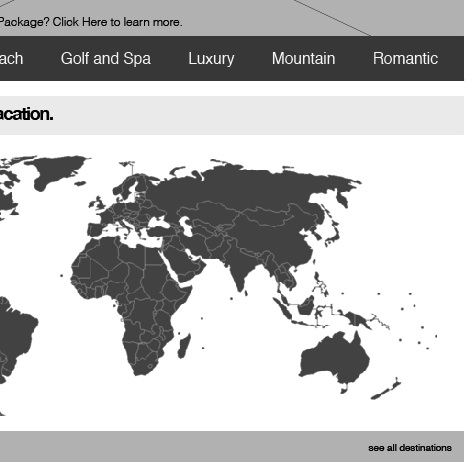 Package? Click Here to learn more.
ach Golf and Spa Luxury Mountain Romantic
acation.
see all destinations